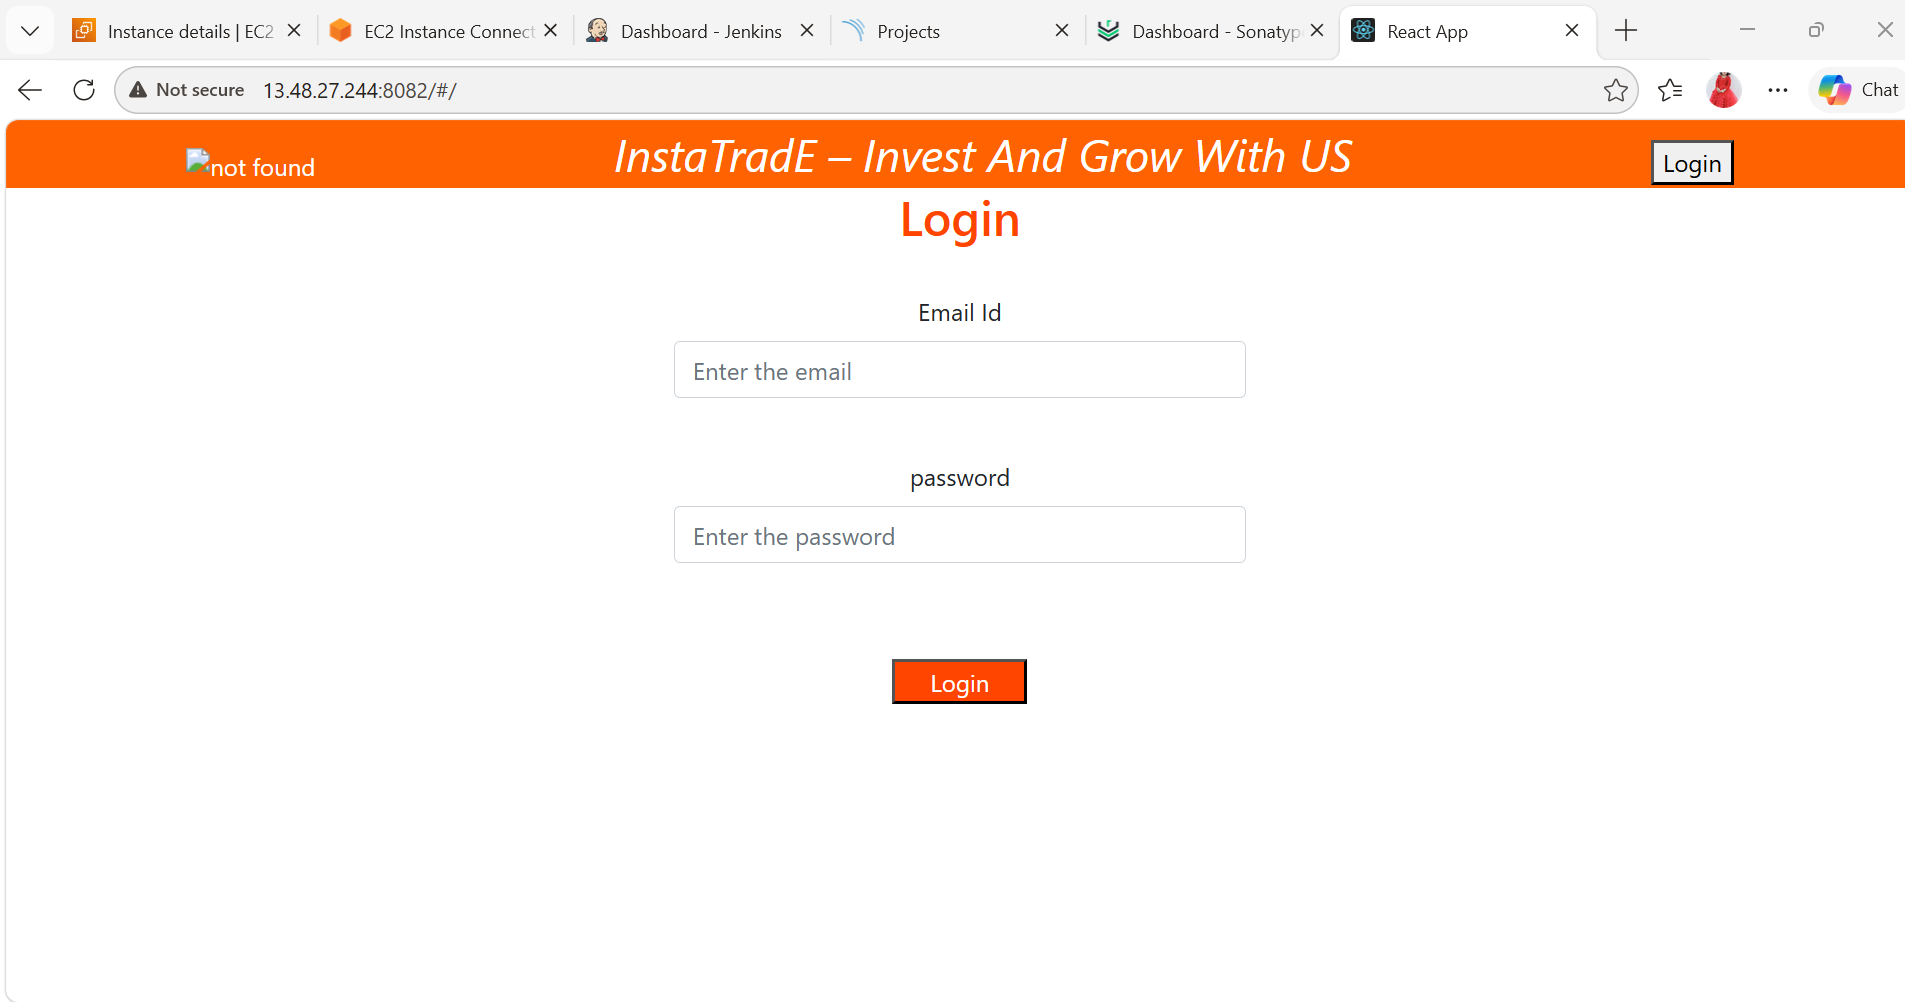 Instance details | EC2
EC2 Instance Connect
Dashboard - Jenkins
Projects
Dashboard - Sonatyp
React App
Not secure
13.48.27.244:8082/#/
Chat
not found
InstaTradE – Invest And Grow With US
Login
Login
Email Id
Enter the email
password
Enter the password
Login